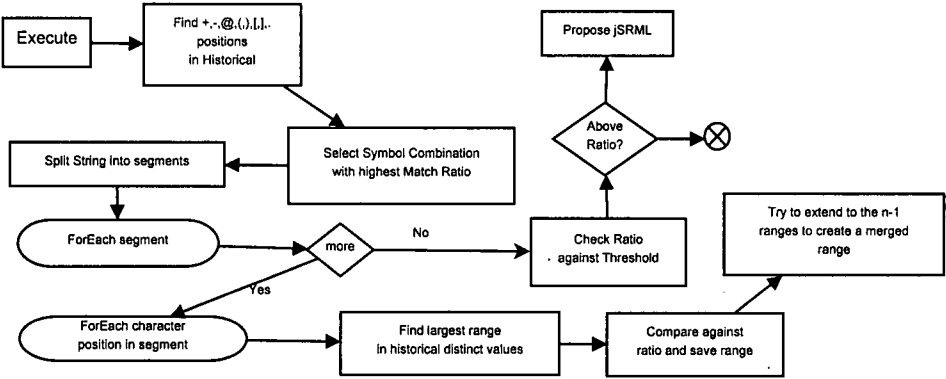 Execute
Find +,-,@,(,),[,],.
positions
in Historical
Select Symbol Combination
with highest Match Ratio
Split String into segments
ForEach segment
more
No
Yes
Check Ratio
against Threshold
Above
Ratio?
Propose jSRML
ForEach character
position in segment
Find largest range
in historical distinct values
Compare against
ratio and save range
Try to extend to the n-1
ranges to create a merged
range